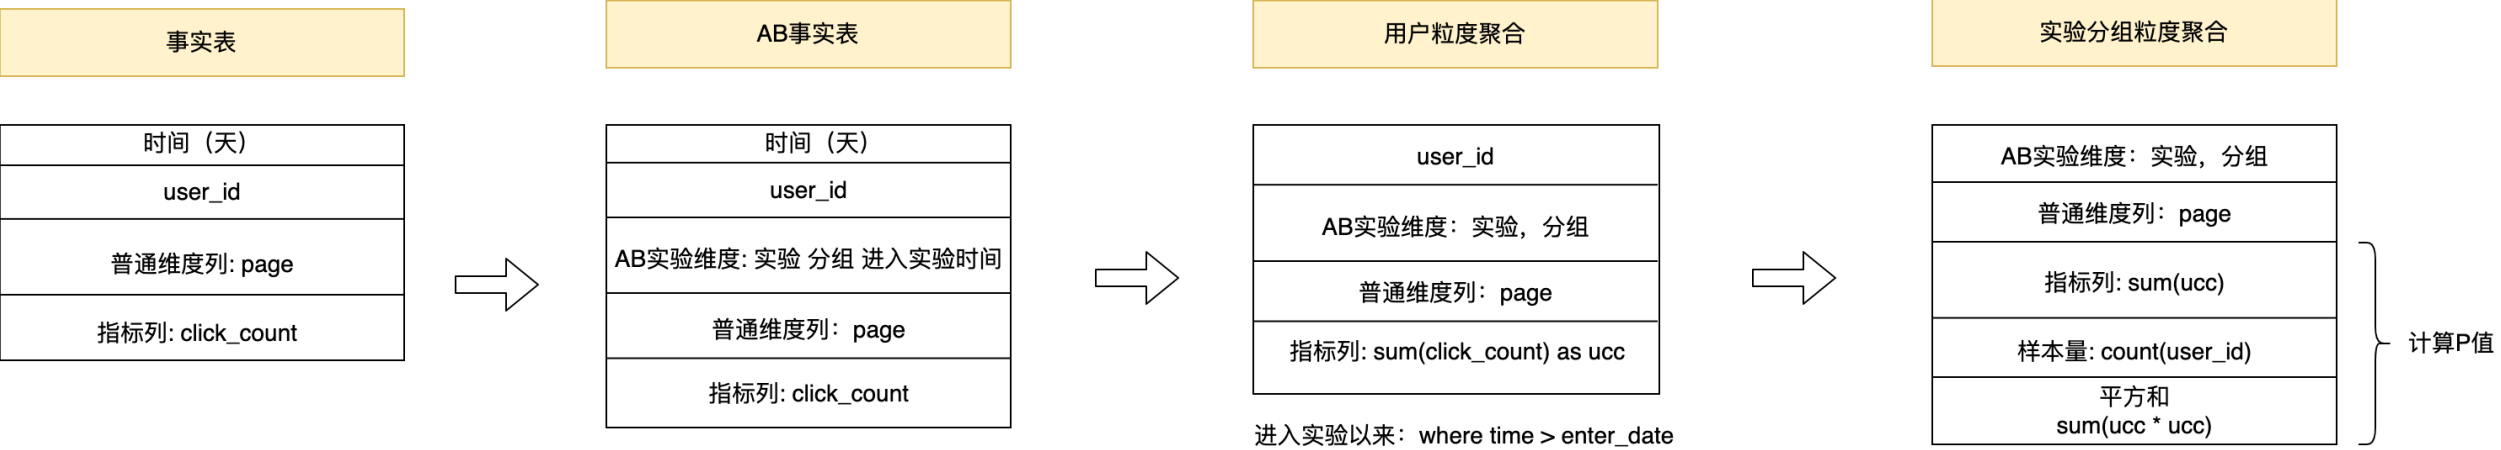 事实表
时间（天）
user_id
普通维度列: page
指标列: click_count
AB事实表
时间（天）
user_id
AB实验维度: 实验 分组 进入实验时间
普通维度列：page
指标列: click_count
用户粒度聚合
user_id
AB实验维度：实验，分组
普通维度列：page
指标列: sum(click_count) as ucc
进入实验以来：where time > enter_date
实验分组粒度聚合
AB实验维度：实验，分组
普通维度列：page
指标列: sum(ucc)
样本量: count(user_id)
平方和
sum(ucc * ucc)
计算P值